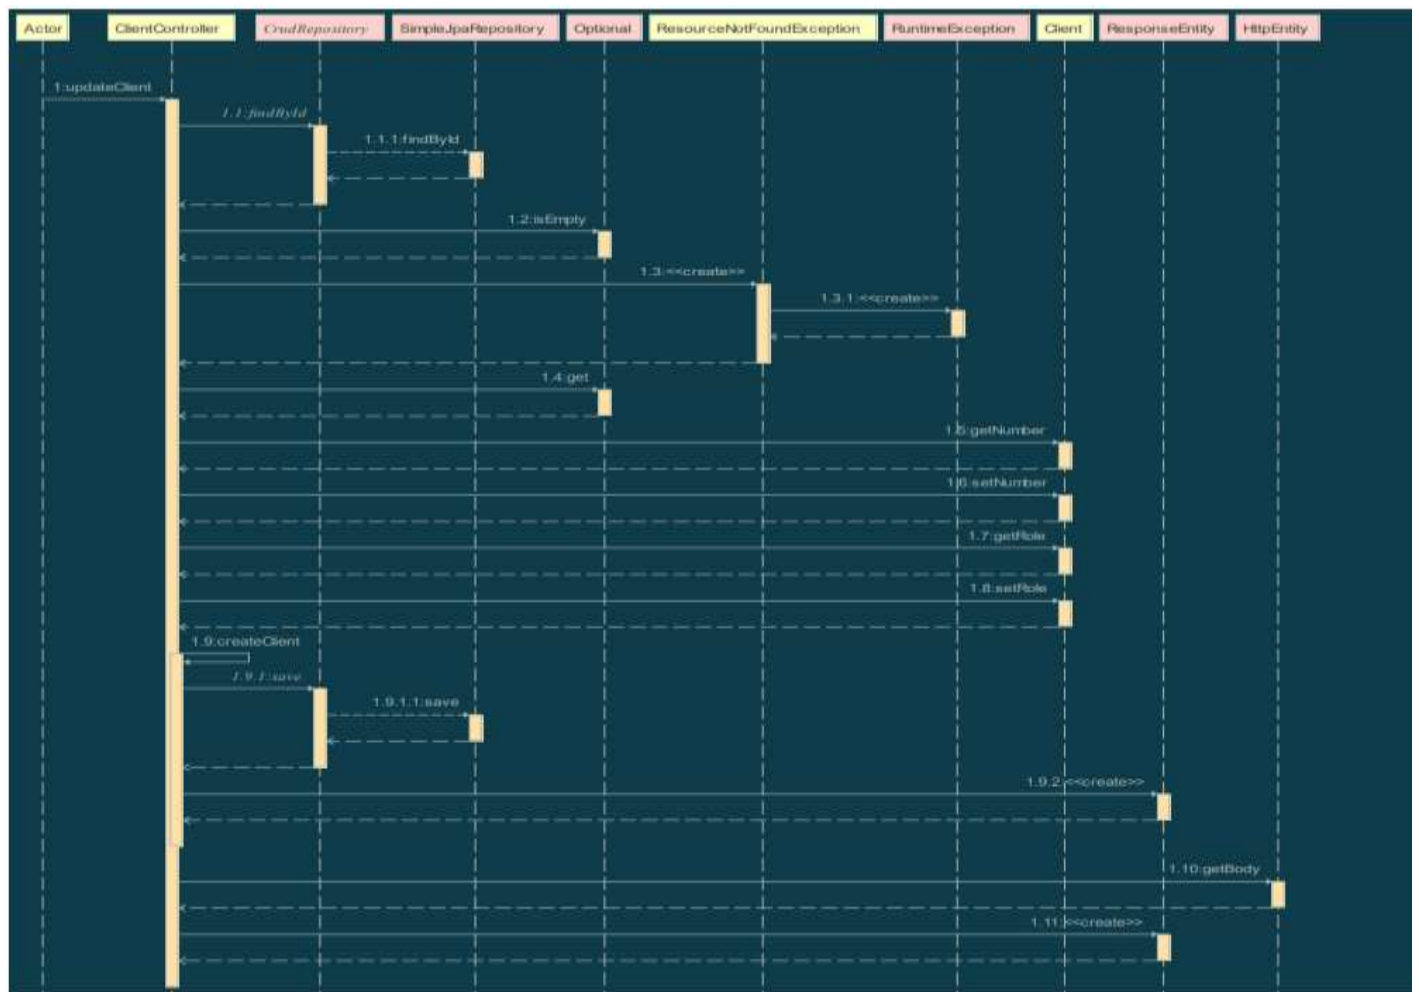 Actor ClientController CrudRepository SimpleJpaRepository Optional ResourceNotFoundException RuntimeException Client ResponseEntity HttpEntity
1:updateClient
1.1:findById
1.1.1:findById
1.2:isEmpty
1.3:<<create>>
1.3.1:<<create>>
1.4:get
1.5:getNumber
1.6:setNumber
1.7:getRole
1.8:setRole
1.9:createClient
1.9.1:save
1.9.1.1:save
1.9.2:<<create>>
1.10:getBody
1.11:<<create>>